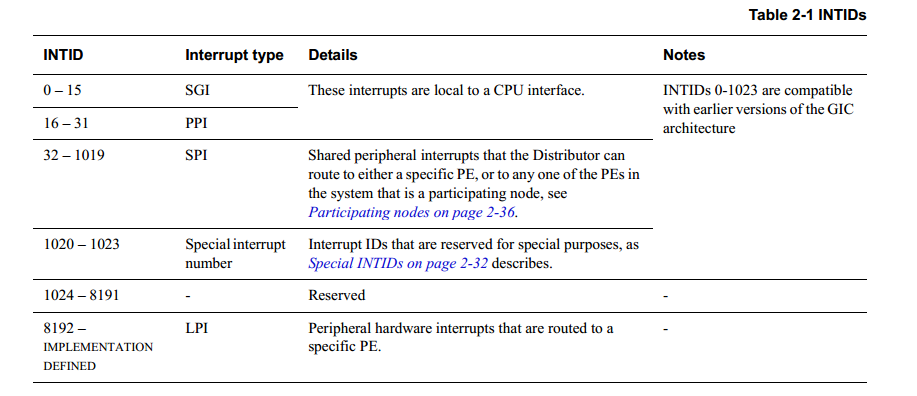 Table 2-1 INTIDs
INTID Interrupt type Details Notes
0 – 15 SGI These interrupts are local to a CPU interface. INTIDs 0-1023 are compatible
with earlier versions of the GIC
architecture
16 – 31 PPI
32 – 1019 SPI Shared peripheral interrupts that the Distributor can
route to either a specific PE, or to any one of the PEs in
the system that is a participating node, see
Participating nodes on page 2-36.
1020 – 1023 Special interrupt Interrupt IDs that are reserved for special purposes, as
number Special INTIDs on page 2-32 describes.
1024 – 8191 - Reserved -
8192 – LPI Peripheral hardware interrupts that are routed to a -
IMPLEMENTATION specific PE.
DEFINED